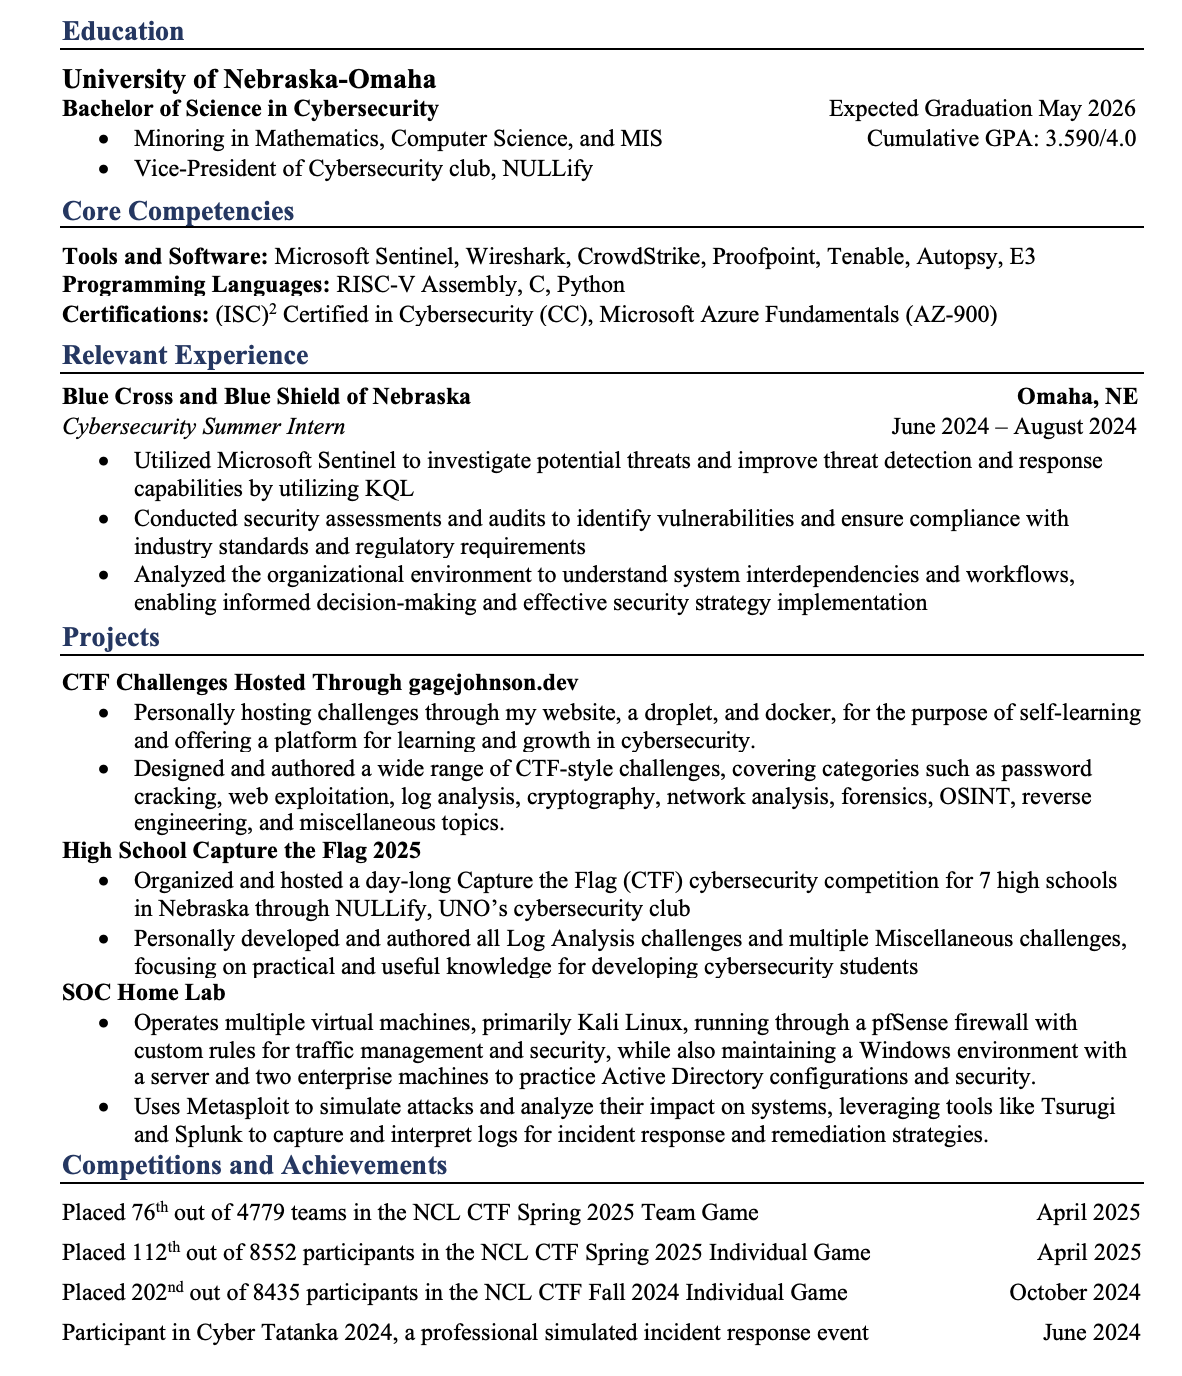 Education
University of Nebraska-Omaha
Bachelor of Science in Cybersecurity Expected Graduation May 2026
• Minoring in Mathematics, Computer Science, and MIS Cumulative GPA: 3.590/4.0
• Vice-President of Cybersecurity club, NULLify
Core Competencies
Tools and Software: Microsoft Sentinel, Wireshark, CrowdStrike, Proofpoint, Tenable, Autopsy, E3
Programming Languages: RISC-V Assembly, C, Python
Certifications: (ISC)² Certified in Cybersecurity (CC), Microsoft Azure Fundamentals (AZ-900)
Relevant Experience
Blue Cross and Blue Shield of Nebraska Omaha, NE
Cybersecurity Summer Intern June 2024 – August 2024
• Utilized Microsoft Sentinel to investigate potential threats and improve threat detection and response
capabilities by utilizing KQL
• Conducted security assessments and audits to identify vulnerabilities and ensure compliance with
industry standards and regulatory requirements
• Analyzed the organizational environment to understand system interdependencies and workflows,
enabling informed decision-making and effective security strategy implementation
Projects
CTF Challenges Hosted Through gagejohnson.dev
• Personally hosting challenges through my website, a droplet, and docker, for the purpose of self-learning
and offering a platform for learning and growth in cybersecurity.
• Designed and authored a wide range of CTF-style challenges, covering categories such as password
cracking, web exploitation, log analysis, cryptography, network analysis, forensics, OSINT, reverse
engineering, and miscellaneous topics.
High School Capture the Flag 2025
• Organized and hosted a day-long Capture the Flag (CTF) cybersecurity competition for 7 high schools
in Nebraska through NULLify, UNO’s cybersecurity club
• Personally developed and authored all Log Analysis challenges and multiple Miscellaneous challenges,
focusing on practical and useful knowledge for developing cybersecurity students
SOC Home Lab
• Operates multiple virtual machines, primarily Kali Linux, running through a pfSense firewall with
custom rules for traffic management and security, while also maintaining a Windows environment with
a server and two enterprise machines to practice Active Directory configurations and security.
• Uses Metasploit to simulate attacks and analyze their impact on systems, leveraging tools like Tsurugi
and Splunk to capture and interpret logs for incident response and remediation strategies.
Competitions and Achievements
Placed 76th out of 4779 teams in the NCL CTF Spring 2025 Team Game April 2025
Placed 112th out of 8552 participants in the NCL CTF Spring 2025 Individual Game April 2025
Placed 202nd out of 8435 participants in the NCL CTF Fall 2024 Individual Game October 2024
Participant in Cyber Tatanka 2024, a professional simulated incident response event June 2024